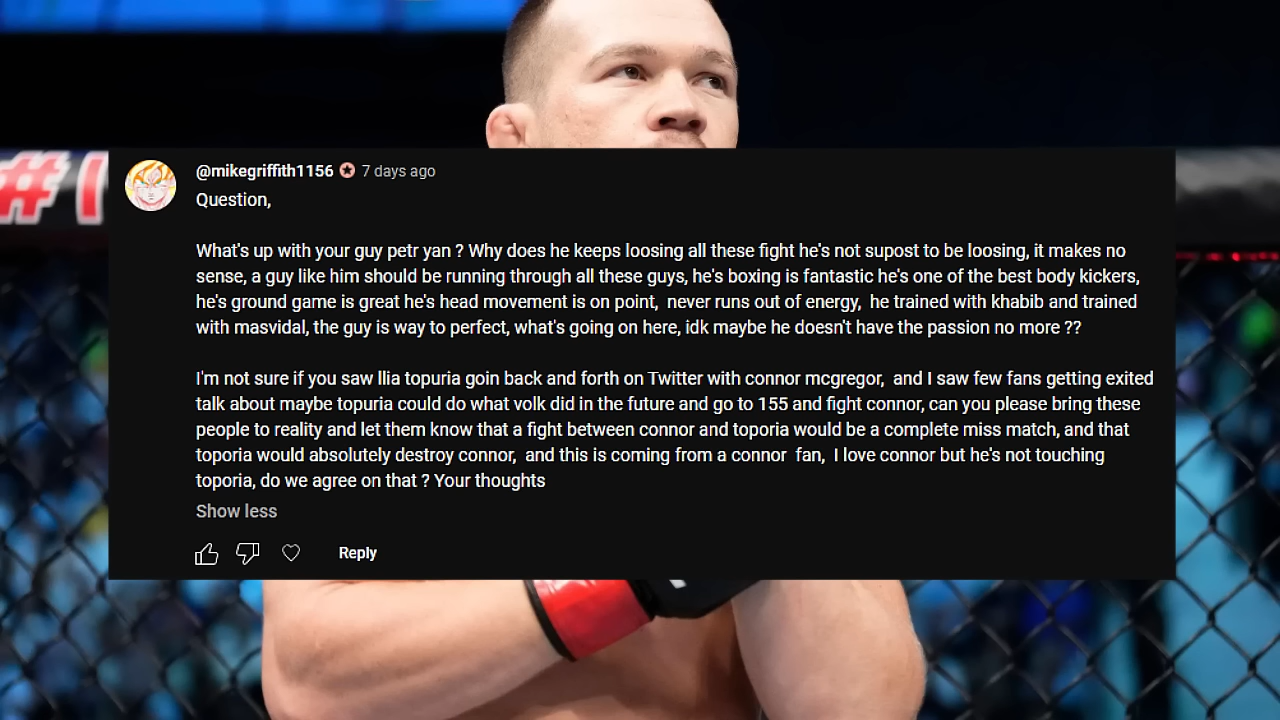 @mikegriffith1156 7 days ago
Question,
What's up with your guy petr yan ? Why does he keeps loosing all these fight he's not supost to be loosing, it makes no
sense, a guy like him should be running through all these guys, he's boxing is fantastic he's one of the best body kickers,
he's ground game is great he's head movement is on point, never runs out of energy, he trained with khabib and trained
with masvidal, the guy is way to perfect, what's going on here, idk maybe he doesn't have the passion no more ??
I'm not sure if you saw llia topuria goin back and forth on Twitter with connor mcgregor, and I saw few fans getting exited
talk about maybe topuria could do what volk did in the future and go to 155 and fight connor, can you please bring these
people to reality and let them know that a fight between connor and toporia would be a complete miss match, and that
toporia would absolutely destroy connor, and this is coming from a connor fan, I love connor but he's not touching
toporia, do we agree on that ? Your thoughts
Show less
Reply